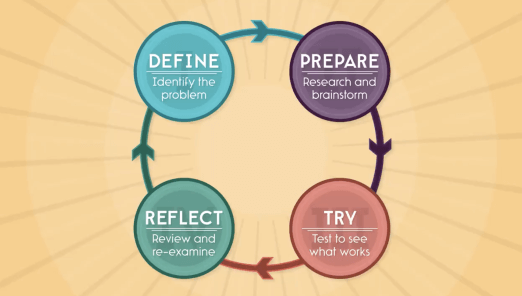 DEFINE
Identify the
problem
PREPARE
Research and
brainstorm
REFLECT
Review and
re-examine
TRY
Test to see
what works